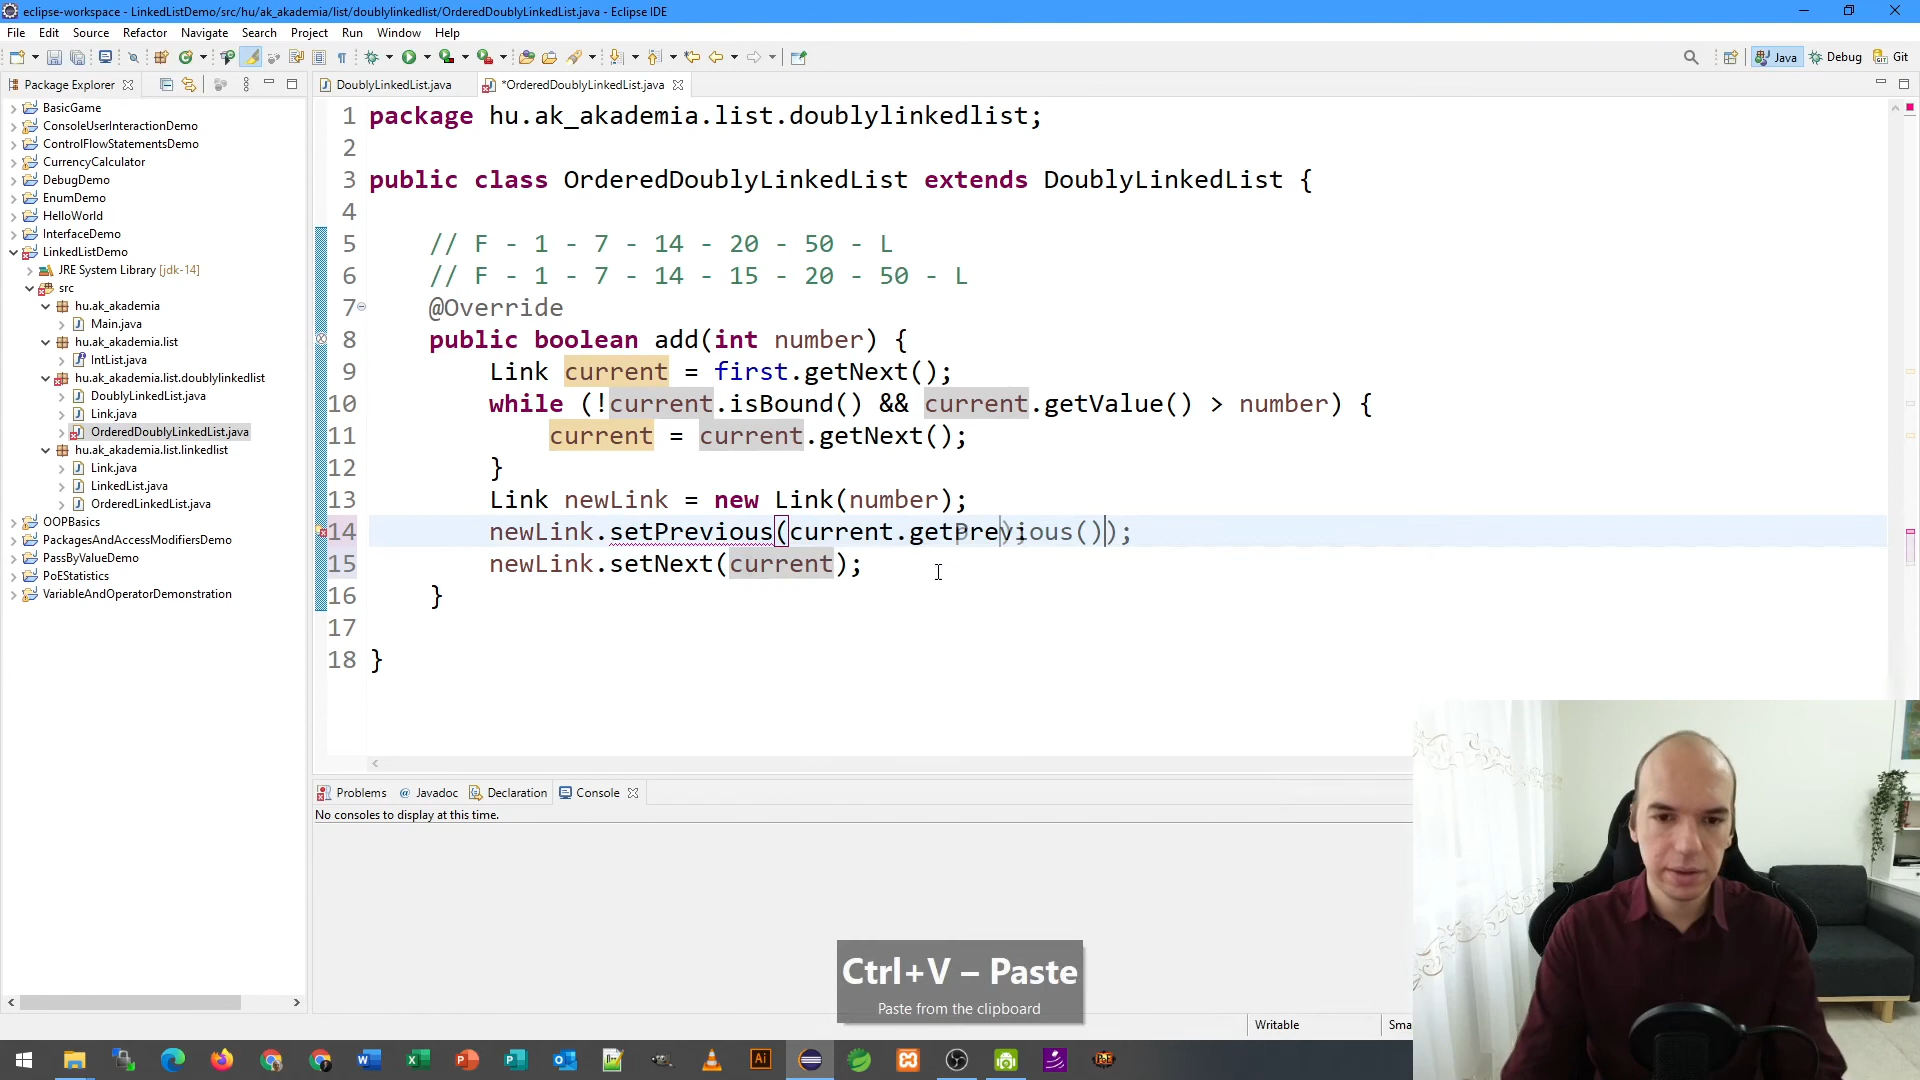 eclipse-workspace - LinkedListDemo/src/hu/ak_akademia/list/doublylinkedlist/OrderedDoublyLinkedList.java - Eclipse IDE
File Edit Source Refactor Navigate Search Project Run Window Help
Java Debug Git
Package Explorer
DoublyLinkedList.java *OrderedDoublyLinkedList.java
BasicGame
ConsoleUserInteractionDemo
ControlFlowStatementsDemo
CurrencyCalculator
DebugDemo
EnumDemo
HelloWorld
InterfaceDemo
LinkedListDemo
JRE System Library [jdk-14]
src
hu.ak_akademia
Main.java
hu.ak_akademia.list
IntList.java
hu.ak_akademia.list.doublylinkedlist
DoublyLinkedList.java
Link.java
OrderedDoublyLinkedList.java
hu.ak_akademia.list.linkedlist
Link.java
LinkedList.java
OrderedLinkedList.java
OOPBasics
PackagesAndAccessModifiersDemo
PassByValueDemo
PoEStatistics
VariableAndOperatorDemonstration
1 package hu.ak_akademia.list.doublylinkedlist;
2
3 public class OrderedDoublyLinkedList extends DoublyLinkedList {
4
5 // F - 1 - 7 - 14 - 20 - 50 - L
6 // F - 1 - 7 - 14 - 15 - 20 - 50 - L
7 @Override
8 public boolean add(int number) {
9 Link current = first.getNext();
10 while (!current.isBound() && current.getValue() > number) {
11 current = current.getNext();
12 }
13 Link newLink = new Link(number);
14 newLink.setPrevious(current.getPrevious());
15 newLink.setNext(current);
16 }
17
18 }
Problems @ Javadoc Declaration Console
No consoles to display at this time.
Ctrl+V – Paste
Paste from the clipboard
Writable Sma